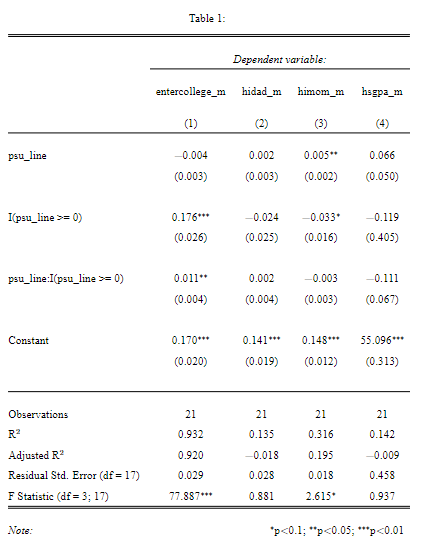 Table 1:
Dependent variable:
entercollege_m hidad_m himom_m hsgpa_m
(1) (2) (3) (4)
psu_line −0.004 0.002 0.005** 0.066
(0.003) (0.003) (0.002) (0.050)
I(psu_line >= 0) 0.176*** −0.024 −0.033* −0.119
(0.026) (0.025) (0.016) (0.405)
psu_line:I(psu_line >= 0) 0.011** 0.002 −0.003 −0.111
(0.004) (0.004) (0.003) (0.067)
Constant 0.170*** 0.141*** 0.148*** 55.096***
(0.020) (0.019) (0.012) (0.313)
Observations 21 21 21 21
R² 0.932 0.135 0.316 0.142
Adjusted R² 0.920 −0.018 0.195 −0.009
Residual Std. Error (df = 17) 0.029 0.028 0.018 0.458
F Statistic (df = 3; 17) 77.887*** 0.881 2.615* 0.937
Note: *p<0.1; **p<0.05; ***p<0.01